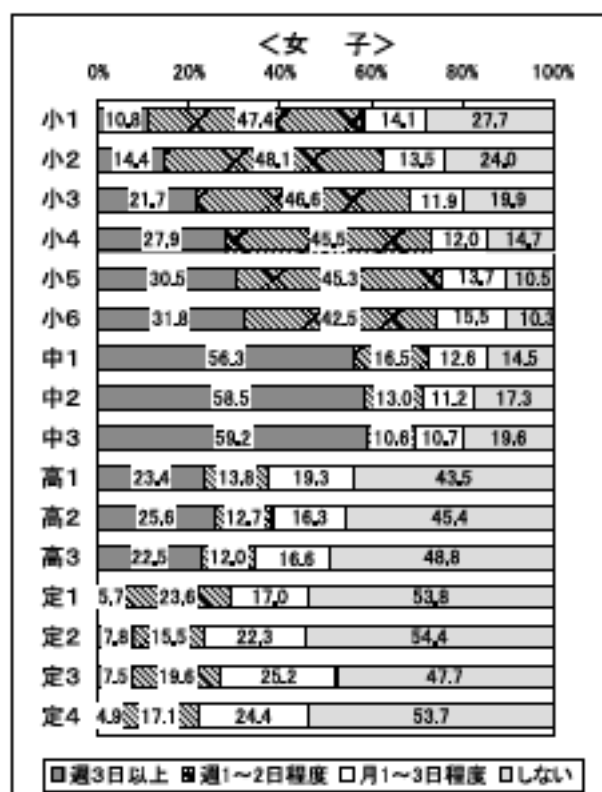 ＜女 子＞
0% 20% 40% 60% 80% 100%
小1 10.8 47.4 14.1 27.7
小2 14.4 48.1 13.5 24.0
小3 21.7 46.6 11.9 19.9
小4 27.9 45.5 12.0 14.7
小5 30.5 45.3 13.7 10.5
小6 31.8 42.5 15.5 10.3
中1 56.3 16.5 12.6 14.5
中2 58.5 13.0 11.2 17.3
中3 59.2 10.6 10.7 19.6
高1 23.4 13.8 19.3 43.5
高2 25.6 12.7 16.3 45.4
高3 22.5 12.0 16.6 48.8
定1 5.7 23.6 17.0 53.8
定2 7.8 15.5 22.3 54.4
定3 7.5 19.6 25.2 47.7
定4 4.9 17.1 24.4 53.7
週3日以上 週1～2日程度 月1～3日程度 しない